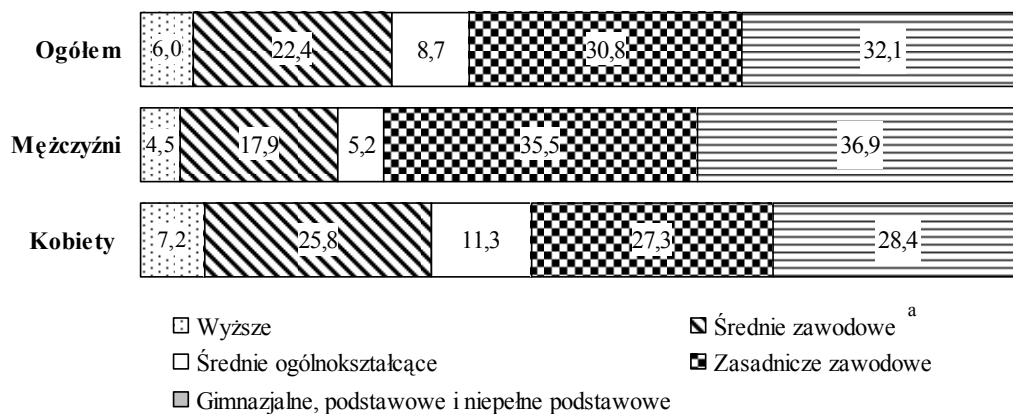 Ogółem 6,0 22,4 8,7 30,8 32,1
Mężczyźni 4,5 17,9 5,2 35,5 36,9
Kobiety 7,2 25,8 11,3 27,3 28,4
Wyższe Średnie zawodowe a
Średnie ogólnokształcące Zasadnicze zawodowe
Gimnazjalne, podstawowe i niepełne podstawowe